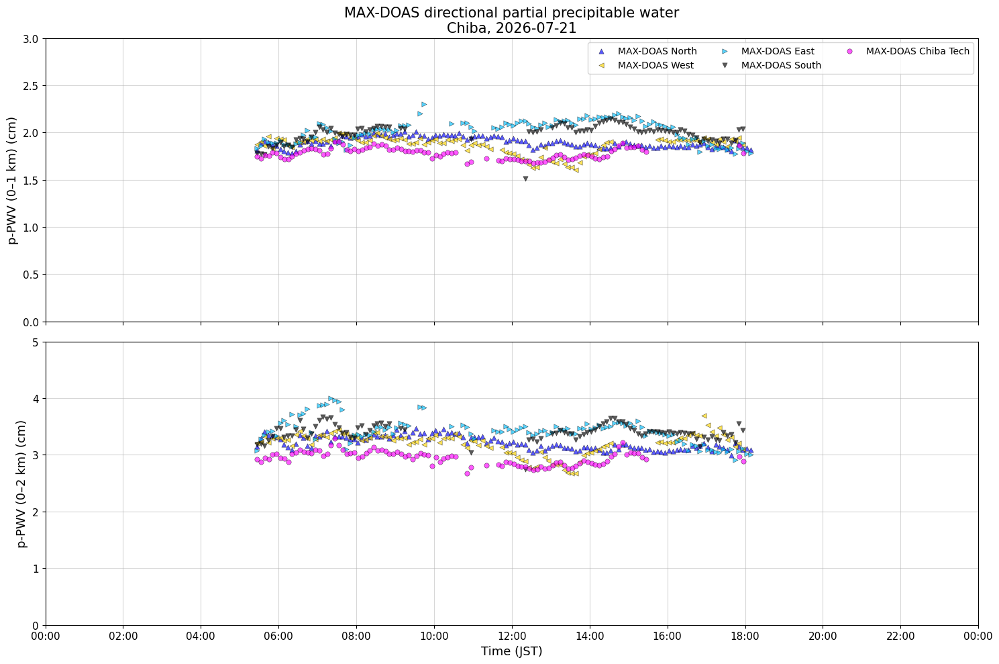 MAX-DOAS directional partial precipitable water
Chiba, 2026-07-21
MAX-DOAS North
MAX-DOAS West
MAX-DOAS East
MAX-DOAS South
MAX-DOAS Chiba Tech
p-PWV (0–1 km) (cm)
3.0
2.5
2.0
1.5
1.0
0.5
0.0
p-PWV (0–2 km) (cm)
5
4
3
2
1
0
00:00 02:00 04:00 06:00 08:00 10:00 12:00 14:00 16:00 18:00 20:00 22:00 00:00
Time (JST)